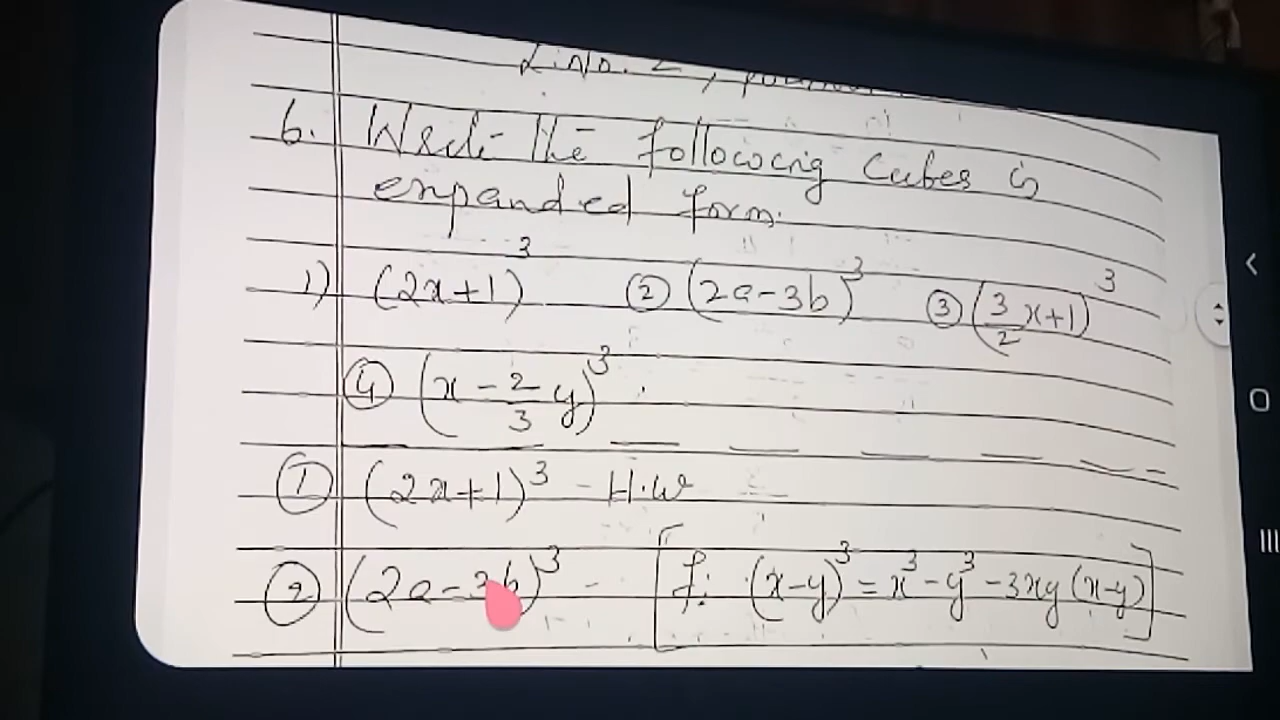 6. Write the following Cubes in
expanded form.
1) (2x+1)³ ② (2a-3b)³ ③ (3/2 x+1)³
④ (x - 2/3 y)³.
① (2x+1)³ - H.W
② (2a-3b)³ - [f: (x-y)³ = x³ - y³ - 3xy (x-y)]